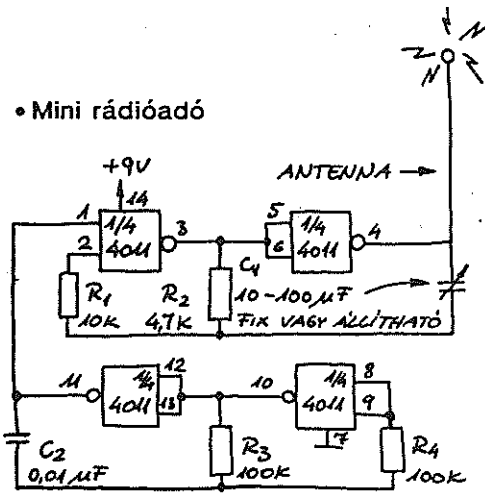 • Mini rádióadó
+9V
ANTENNA
14
1
1/4
4011
2
3
5
6
1/4
4011
4
R1
10K
R2
4,7K
C1
10-100µF
FIX VAGY ÁLLÍTHATÓ
11
1/4
4011
12
13
10
1/4
4011
8
9
7
C2
0,01µF
R3
100K
R4
100K